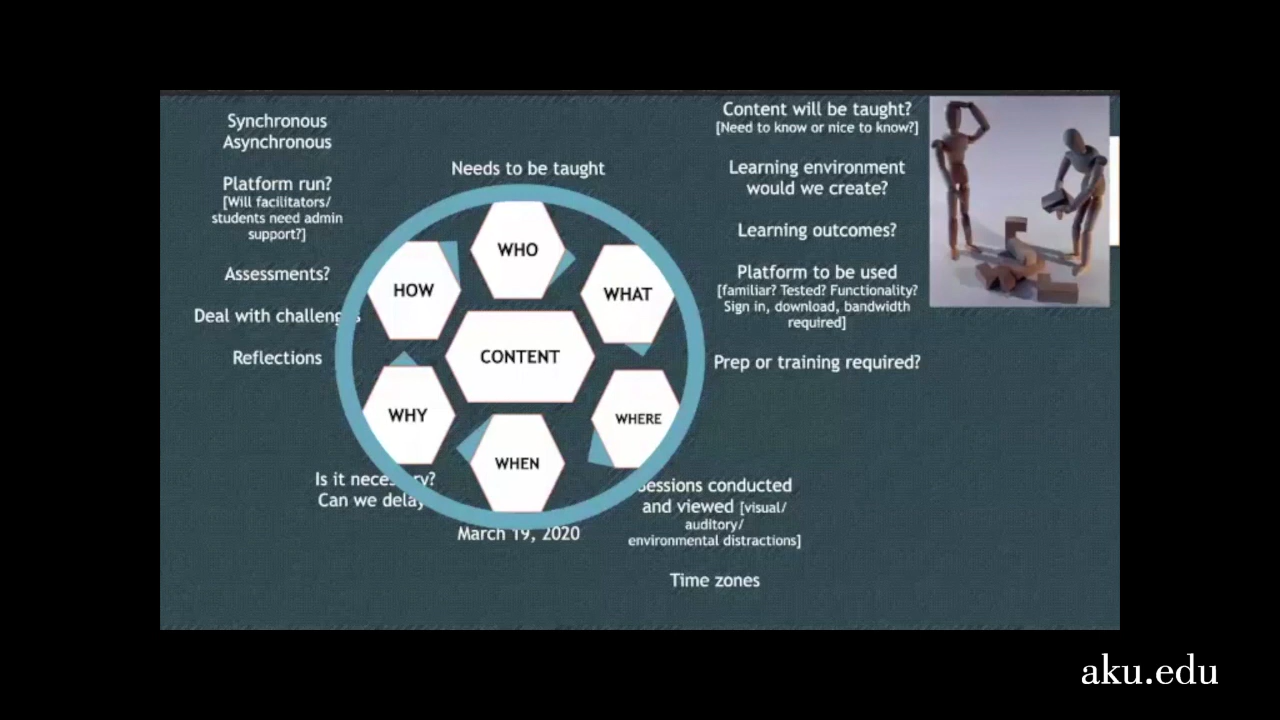 Synchronous
Asynchronous
Platform run?
[Will facilitators/
students need admin
support?]
Assessments?
Deal with challenges
Reflections
Needs to be taught
WHO
HOW
WHAT
CONTENT
WHY
WHERE
WHEN
Content will be taught?
[Need to know or nice to know?]
Learning environment
would we create?
Learning outcomes?
Platform to be used
[familiar? Tested? Functionality?
Sign in, download, bandwidth
required]
Prep or training required?
Is it necessary?
Can we delay
March 19, 2020
Sessions conducted
and viewed [visual/
auditory/
environmental distractions]
Time zones
aku.edu